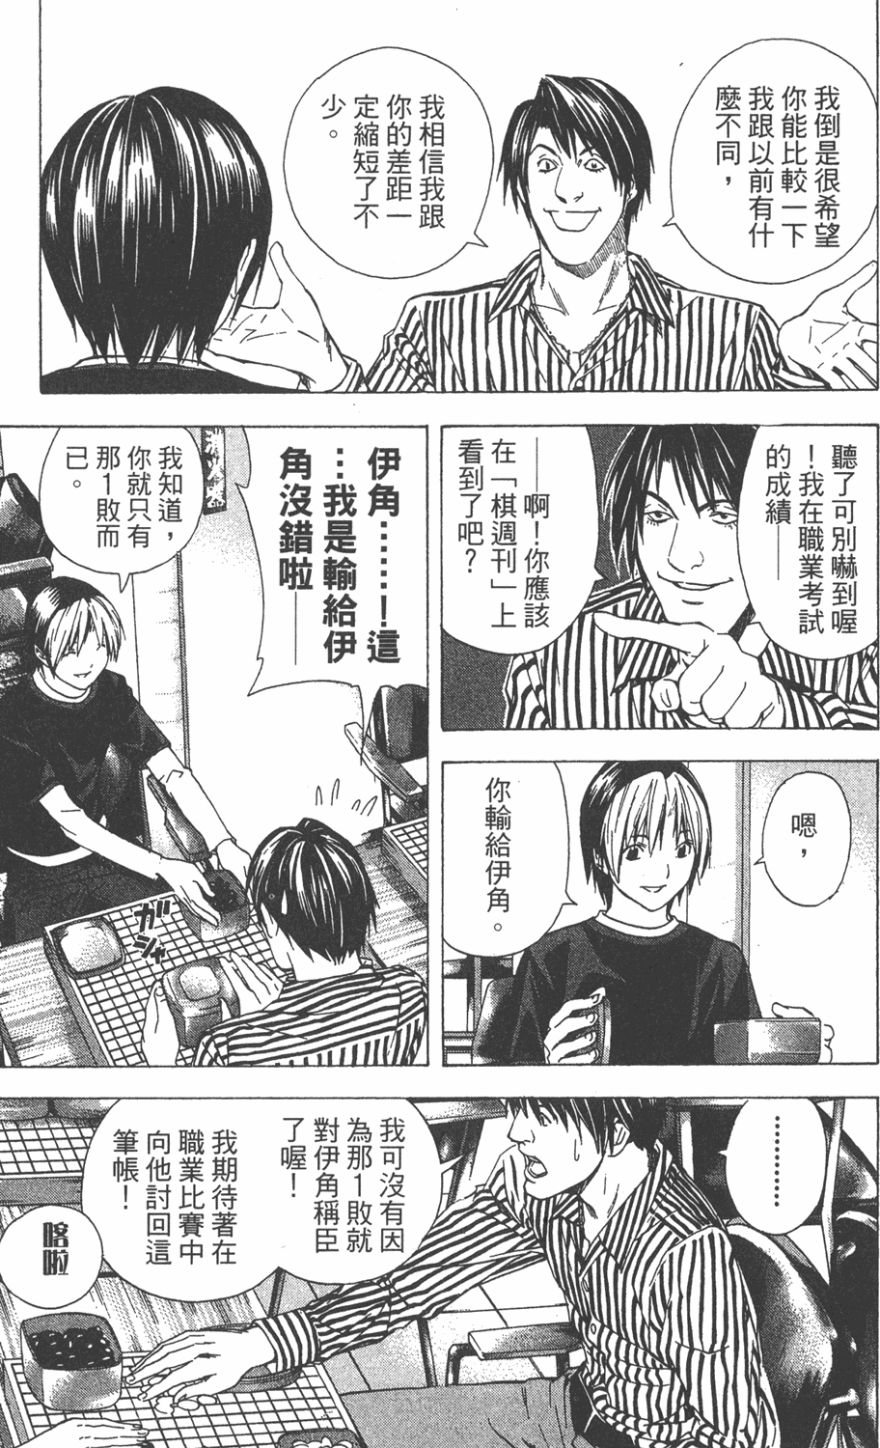 我倒是很希望
你能比較一下
我跟以前有什
麼不同，
我相信我跟
你的差距一
定縮短了不
少。
聽了可別嚇到喔
！我在職業考試
的成績——
——啊！你應該
在「棋週刊」上
看到了吧？
嗯，
你輸給伊角。
伊角……！這
…我是輸給伊
角沒錯啦——
我知道，
你就只有
那1敗而
已。
ガシャ
…………
我可沒有因
為那1敗就
對伊角稱臣
了喔！
我期待著在
職業比賽中
向他討回這
筆帳！
喀啦